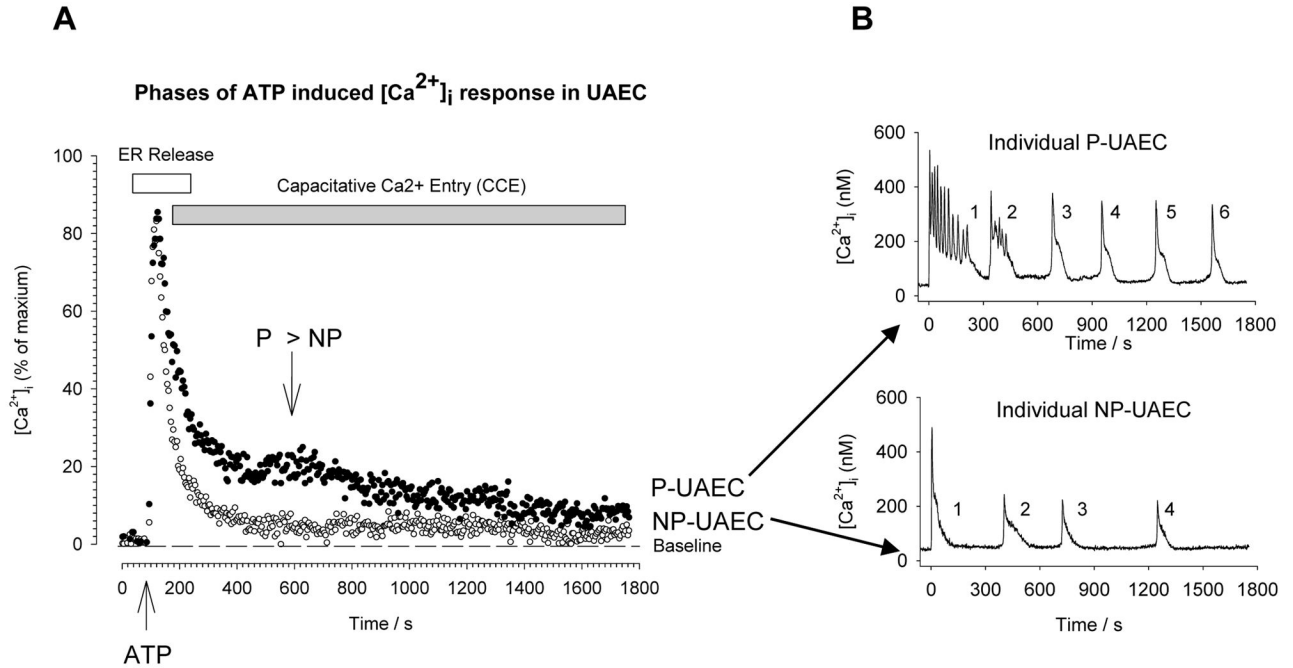 A
Phases of ATP induced [Ca2+]i response in UAEC
ER Release
Capacitative Ca2+ Entry (CCE)
100
80
60
40
20
0
[Ca2+]i (% of maxium)
P > NP
P-UAEC
NP-UAEC
Baseline
0 200 400 600 800 1000 1200 1400 1600 1800
Time / s
ATP
B
Individual P-UAEC
600
400
200
0
[Ca2+]i (nM)
1 2 3 4 5 6
0 300 600 900 1200 1500 1800
Time / s
Individual NP-UAEC
600
400
200
0
[Ca2+]i (nM)
1 2 3 4
0 300 600 900 1200 1500 1800
Time / s